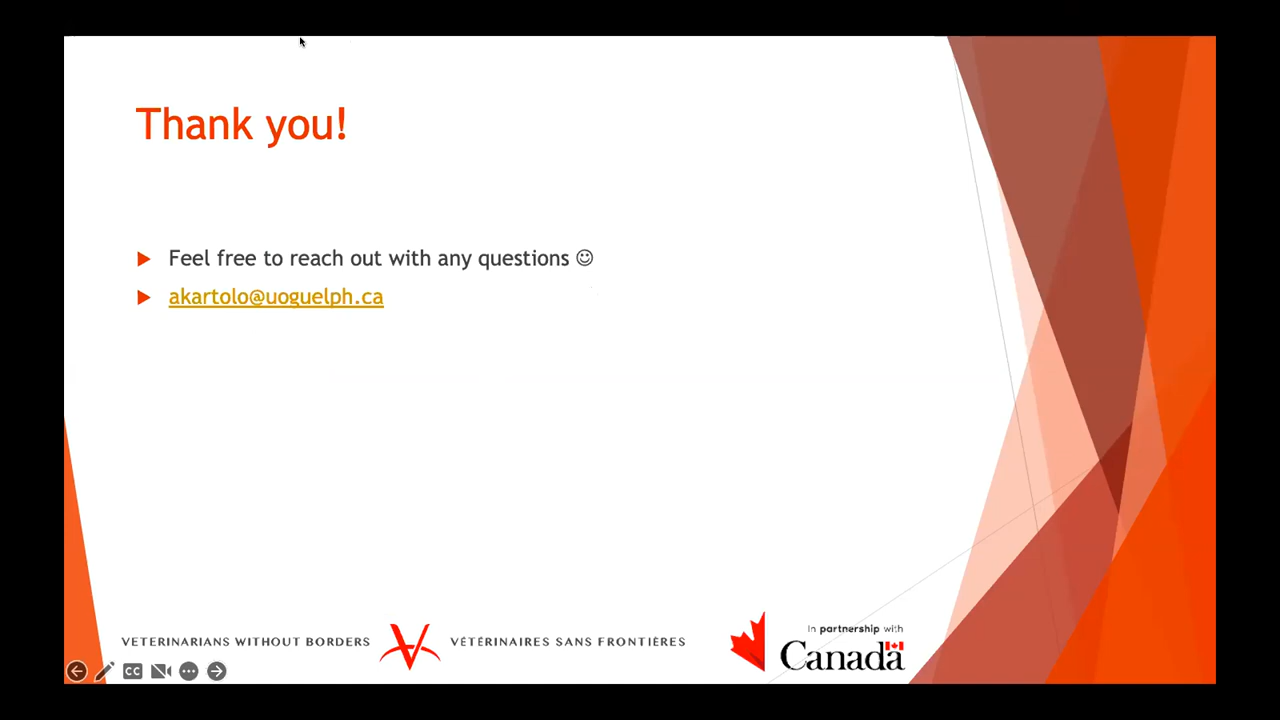 Thank you!
Feel free to reach out with any questions ☺
akartolo@uoguelph.ca
VETERINARIANS WITHOUT BORDERS VÉTÉRINAIRES SANS FRONTIÈRES
In partnership with
Canada
CC